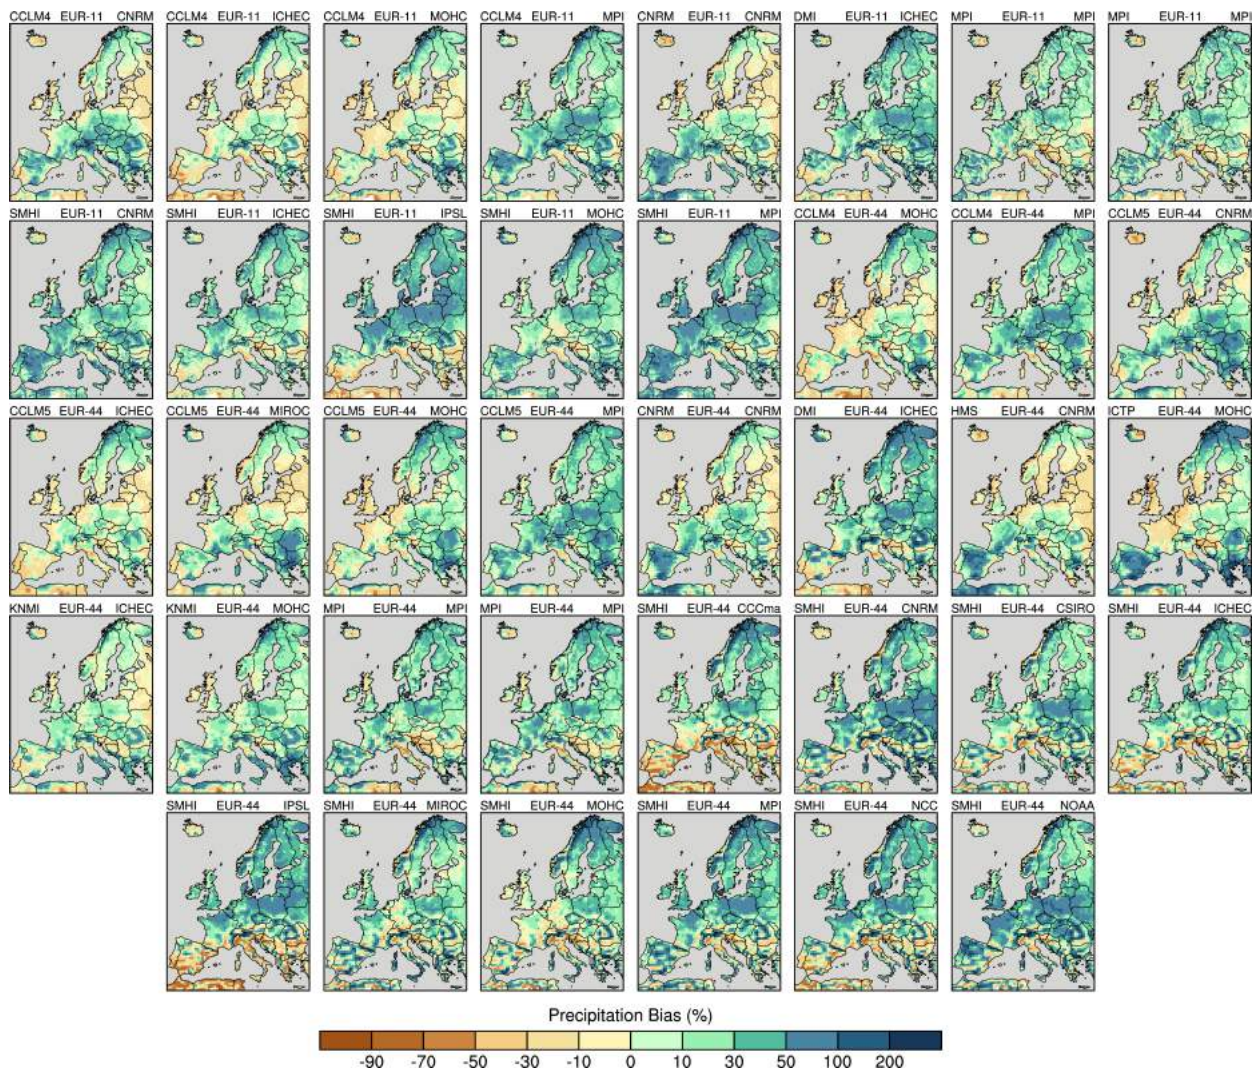 CCLM4 EUR-11 CNRM CCLM4 EUR-11 ICHEC CCLM4 EUR-11 MOHC CCLM4 EUR-11 MPI CNRM EUR-11 CNRM DMI EUR-11 ICHEC MPI EUR-11 MPI MPI EUR-11 MPI
SMHI EUR-11 CNRM SMHI EUR-11 ICHEC SMHI EUR-11 IPSL SMHI EUR-11 MOHC SMHI EUR-11 MPI CCLM4 EUR-44 MOHC CCLM4 EUR-44 MPI CCLM5 EUR-44 CNRM
CCLM5 EUR-44 ICHEC CCLM5 EUR-44 MIROC CCLM5 EUR-44 MOHC CCLM5 EUR-44 MPI CNRM EUR-44 CNRM DMI EUR-44 ICHEC HMS EUR-44 CNRM ICTP EUR-44 MOHC
KNMI EUR-44 ICHEC KNMI EUR-44 MOHC MPI EUR-44 MPI MPI EUR-44 MPI SMHI EUR-44 CCCma SMHI EUR-44 CNRM SMHI EUR-44 CSIRO SMHI EUR-44 ICHEC
SMHI EUR-44 IPSL SMHI EUR-44 MIROC SMHI EUR-44 MOHC SMHI EUR-44 MPI SMHI EUR-44 NCC SMHI EUR-44 NOAA
Precipitation Bias (%)
-90 -70 -50 -30 -10 0 10 30 50 100 200